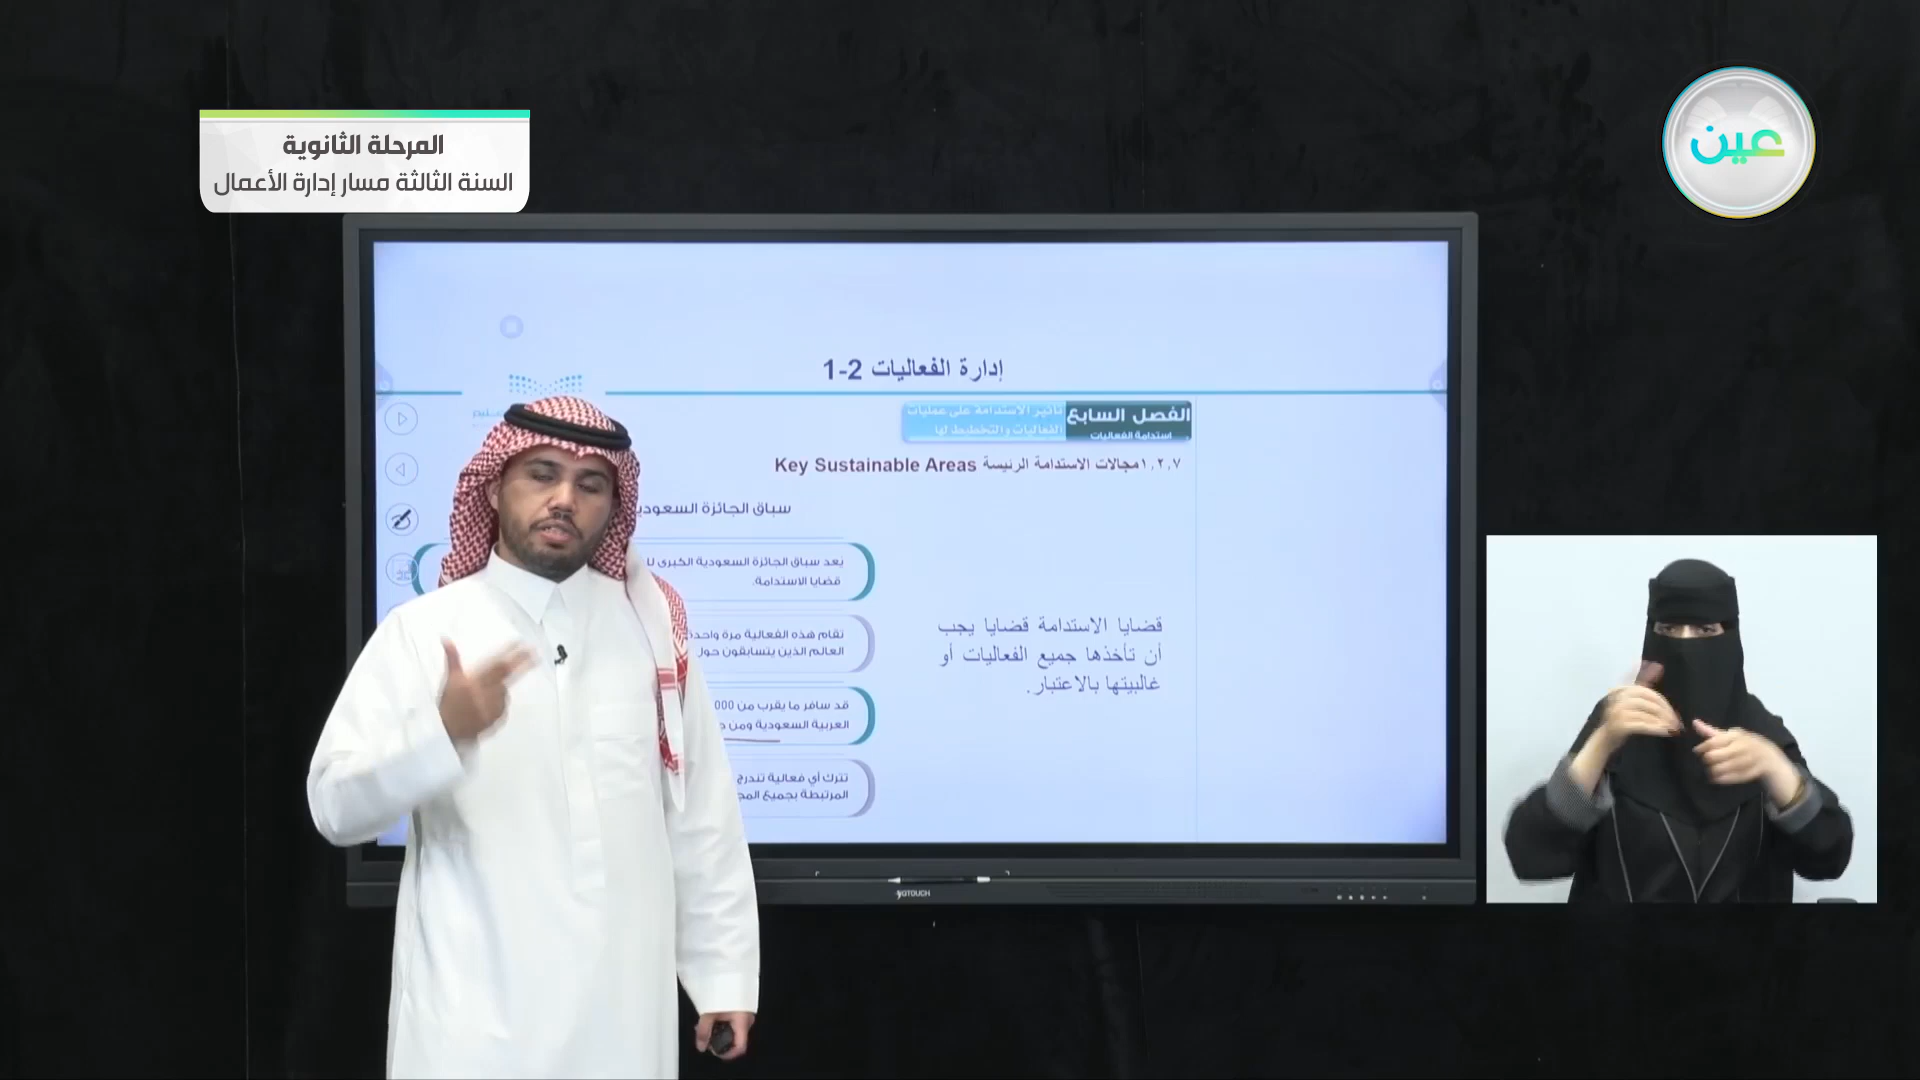 المرحلة الثانوية
السنة الثالثة مسار إدارة الأعمال
عين
إدارة الفعاليات 2-1
الفصل السابع
استدامة الفعاليات
تأثير الاستدامة على عمليات
الفعاليات والتخطيط لها
١,٢,٧ مجالات الاستدامة الرئيسة Key Sustainable Areas
سباق الجائزة
يعد سباق الجائزة السعودية الكبرى
قضايا الاستدامة.
تقام هذه الفعالية مرة
العالم الذين يتسابقون حول
قد سافر ما يقرب من
العربية السعودية ومن
تترك أي فعالية تندرج
المرتبطة بجميع
قضايا الاستدامة قضايا يجب
أن تأخذها جميع الفعاليات أو
غالبيتها بالاعتبار.